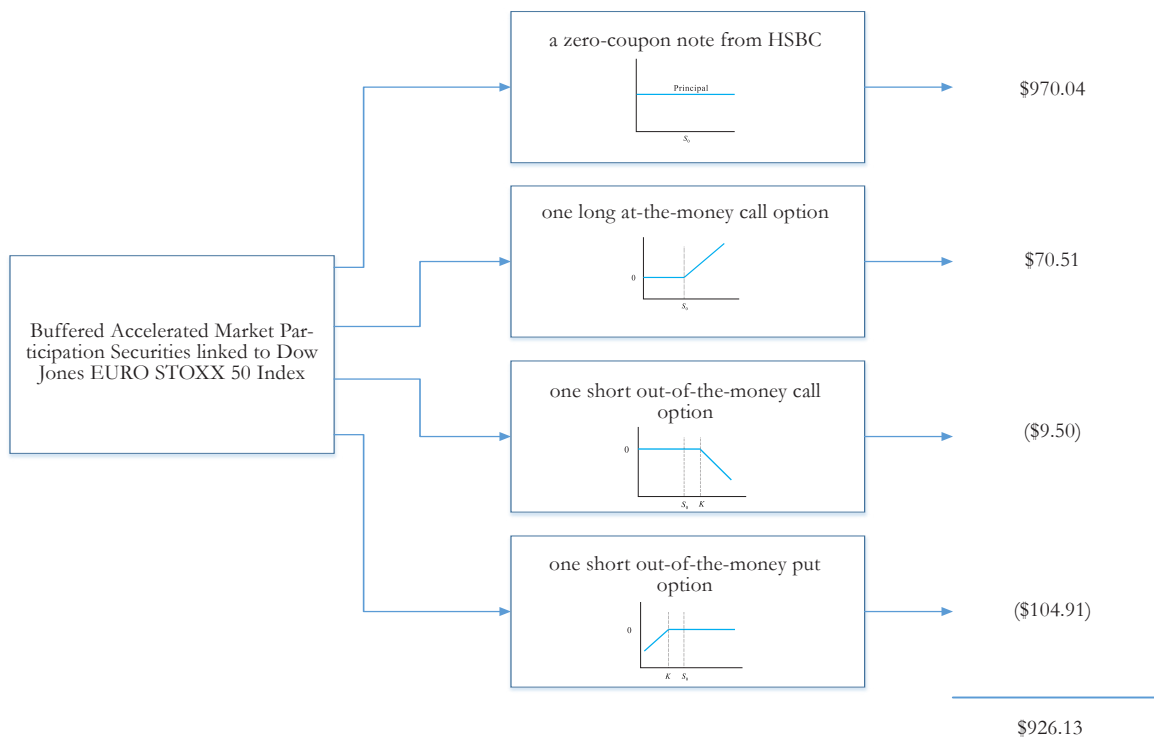 Buffered Accelerated Market Par-
ticipation Securities linked to Dow
Jones EURO STOXX 50 Index
a zero-coupon note from HSBC
Principal
S₀
$970.04
one long at-the-money call option
0
S₀
$70.51
one short out-of-the-money call
option
0
S₀ K
($9.50)
one short out-of-the-money put
option
0
K S₀
($104.91)
$926.13